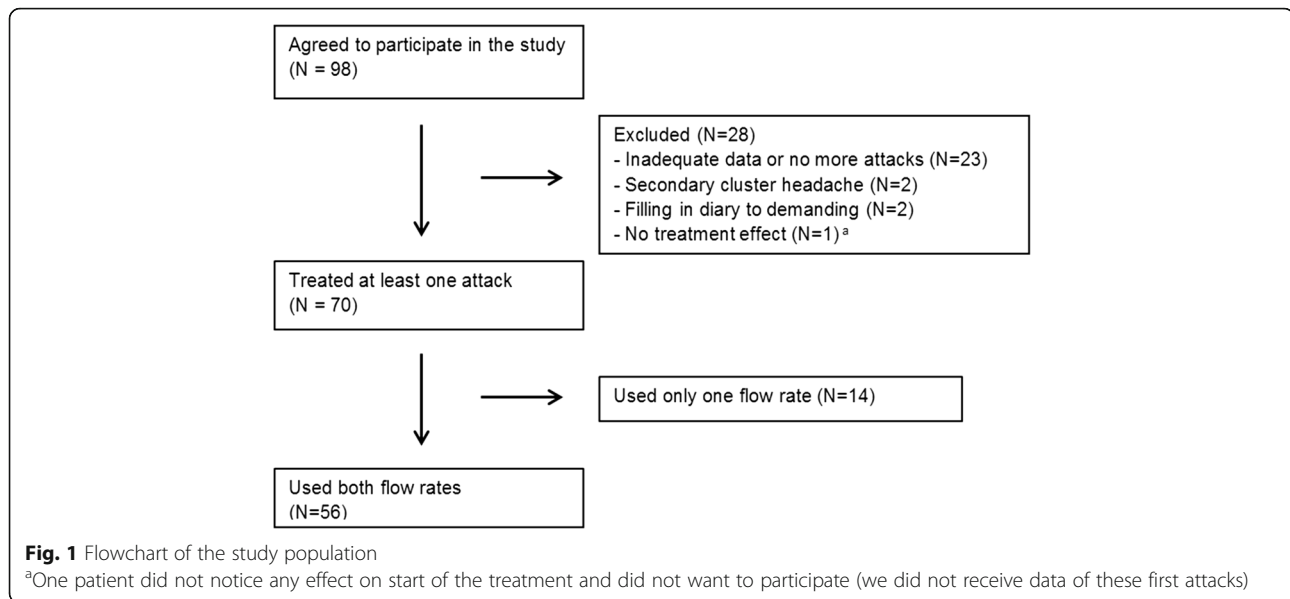 Agreed to participate in the study
(N = 98)
Excluded (N=28)
- Inadequate data or no more attacks (N=23)
- Secondary cluster headache (N=2)
- Filling in diary to demanding (N=2)
- No treatment effect (N=1) a
Treated at least one attack
(N = 70)
Used only one flow rate (N=14)
Used both flow rates
(N=56)
Fig. 1 Flowchart of the study population
aOne patient did not notice any effect on start of the treatment and did not want to participate (we did not receive data of these first attacks)